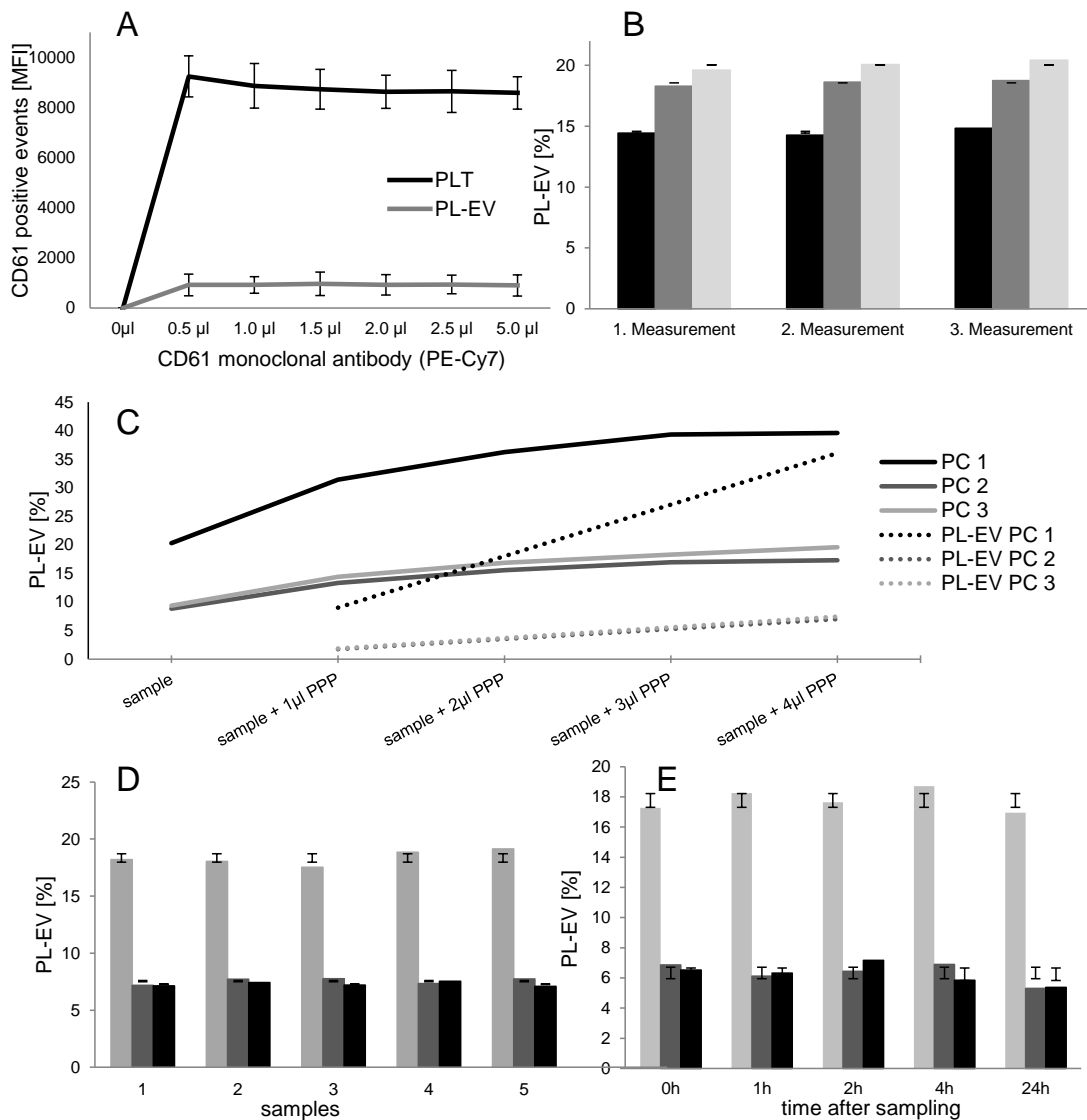 A
CD61 positive events [MFI]
10000
8000
6000
4000
2000
0
PLT
PL-EV
0µl 0.5 µl 1.0 µl 1.5 µl 2.0 µl 2.5 µl 5.0 µl
CD61 monoclonal antibody (PE-Cy7)
B
PL-EV [%]
20
15
10
5
0
1. Measurement 2. Measurement 3. Measurement
C
PL-EV [%]
45
40
35
30
25
20
15
10
5
0
PC 1
PC 2
PC 3
PL-EV PC 1
PL-EV PC 2
PL-EV PC 3
sample
sample + 1µl PPP
sample + 2µl PPP
sample + 3µl PPP
sample + 4µl PPP
D
PL-EV [%]
25
20
15
10
5
0
1 2 3 4 5
samples
E
PL-EV [%]
20
18
16
14
12
10
8
6
4
2
0
0h 1h 2h 4h 24h
time after sampling